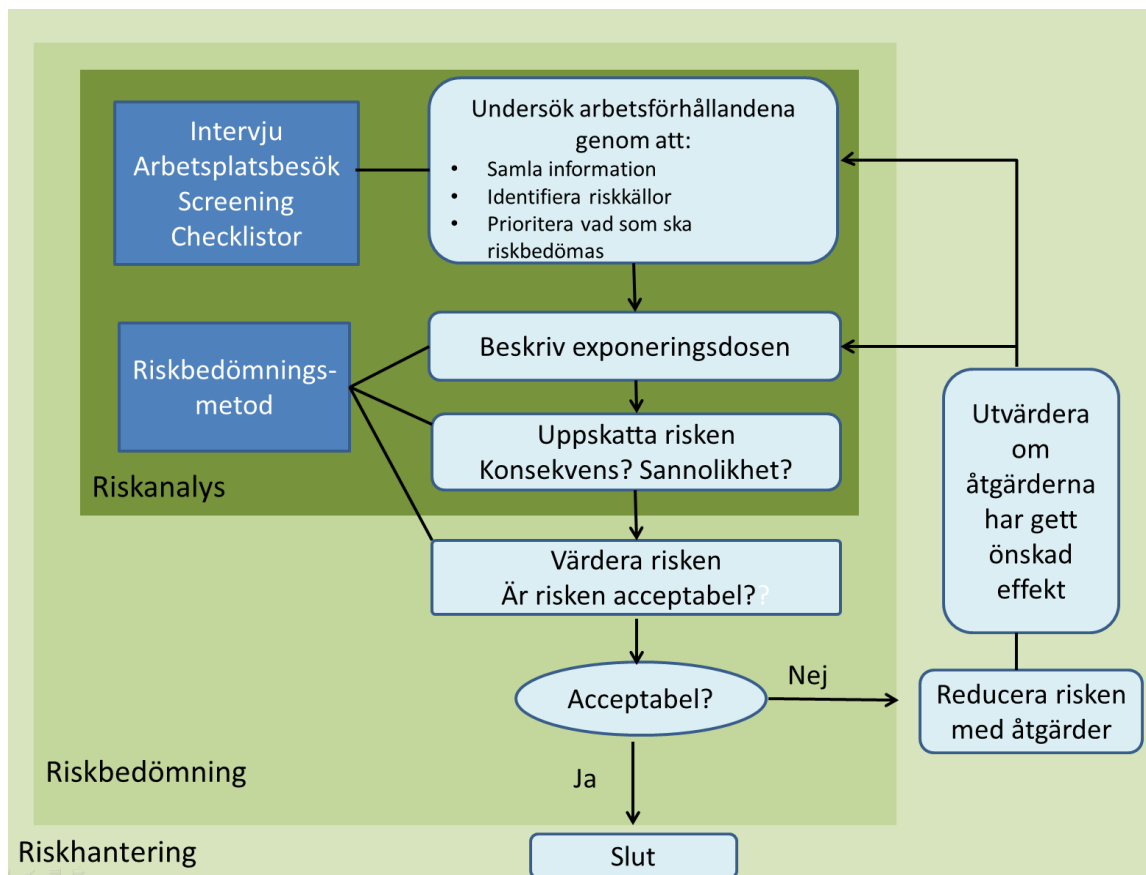 Intervju
Arbetsplatsbesök
Screening
Checklistor
Undersök arbetsförhållandena
genom att:
• Samla information
• Identifiera riskkällor
• Prioritera vad som ska
riskbedömas
Riskbedömnings-
metod
Beskriv exponeringsdosen
Uppskatta risken
Konsekvens? Sannolikhet?
Riskanalys
Värdera risken
Är risken acceptabel??
Utvärdera
om
åtgärderna
har gett
önskad
effekt
Acceptabel?
Nej
Reducera risken
med åtgärder
Riskbedömning
Ja
Riskhantering
Slut